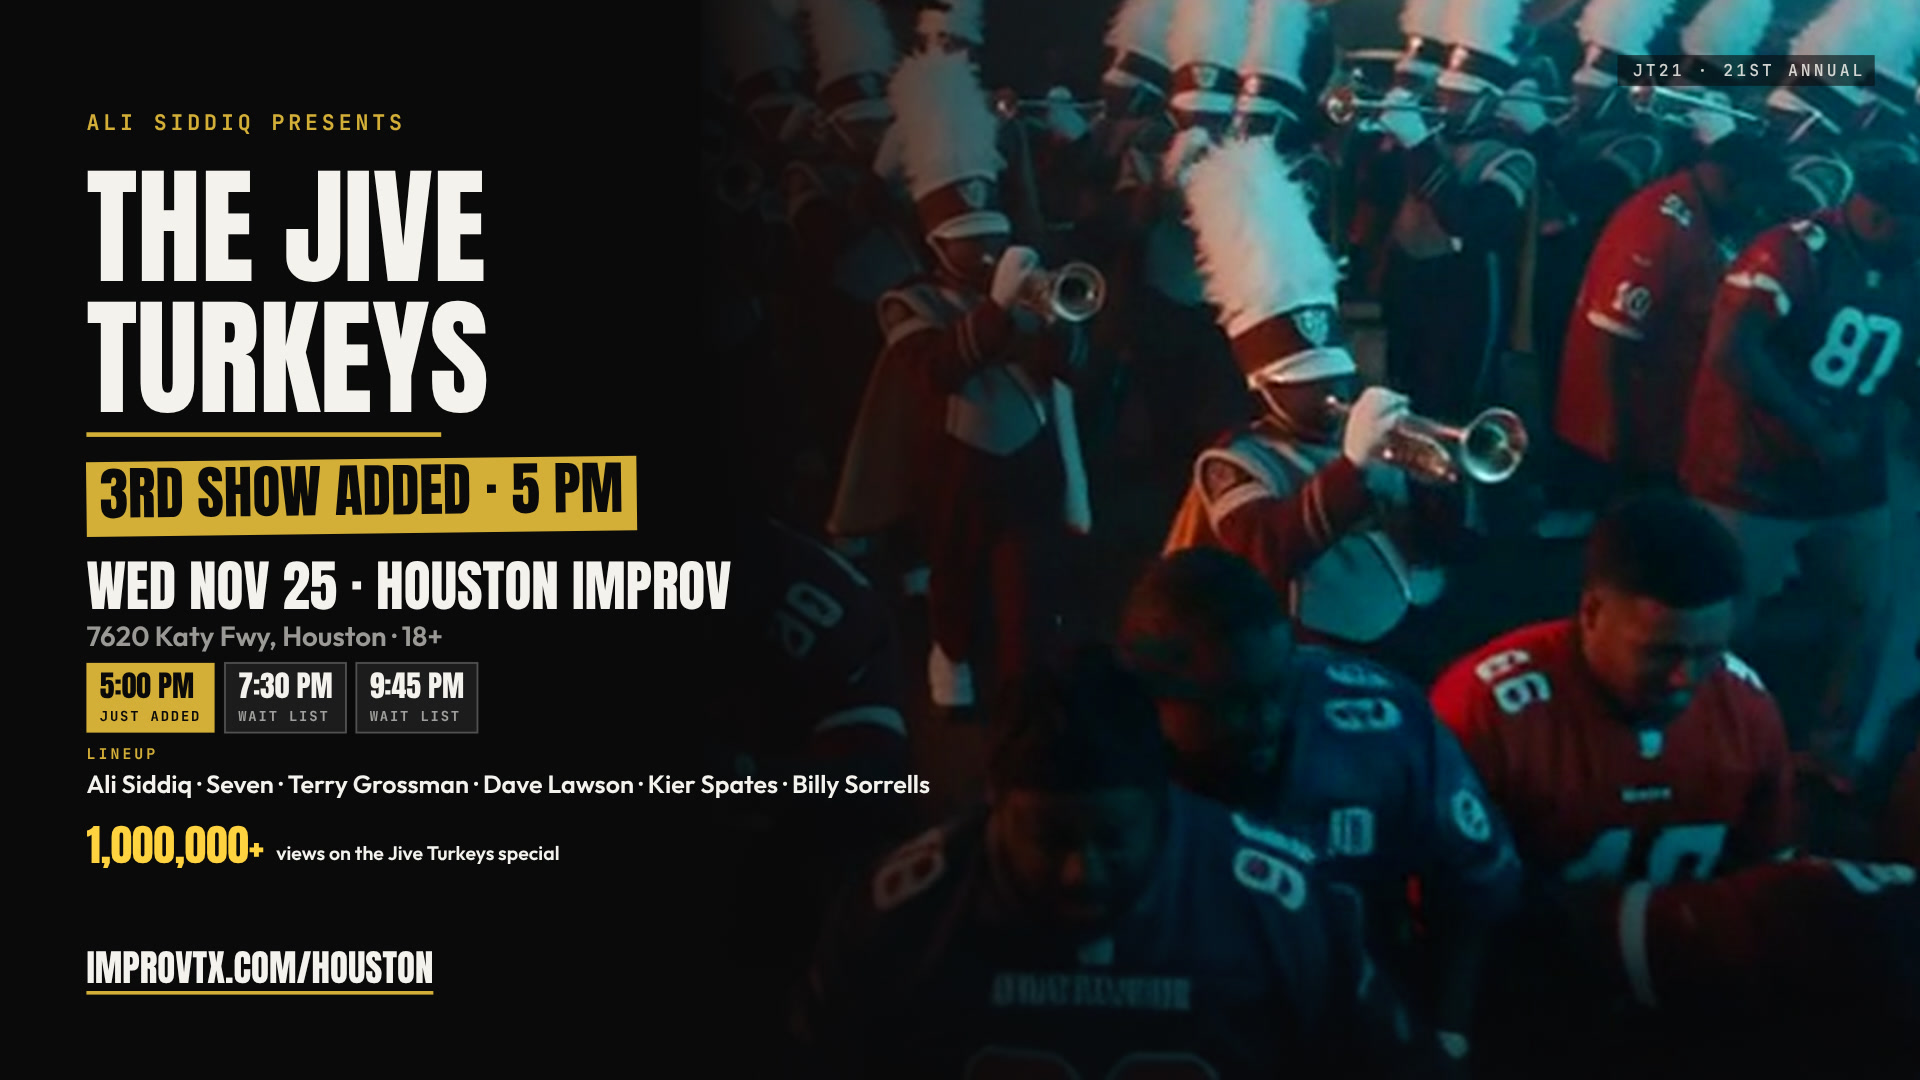 JT21 · 21ST ANNUAL
ALI SIDDIQ PRESENTS
THE JIVE
TURKEYS
3RD SHOW ADDED · 5 PM
WED NOV 25 · HOUSTON IMPROV
7620 Katy Fwy, Houston · 18+
5:00 PM 7:30 PM 9:45 PM
JUST ADDED WAIT LIST WAIT LIST
LINEUP
Ali Siddiq · Seven · Terry Grossman · Dave Lawson · Kier Spates · Billy Sorrells
1,000,000+ views on the Jive Turkeys special
IMPROVTX.COM/HOUSTON
87